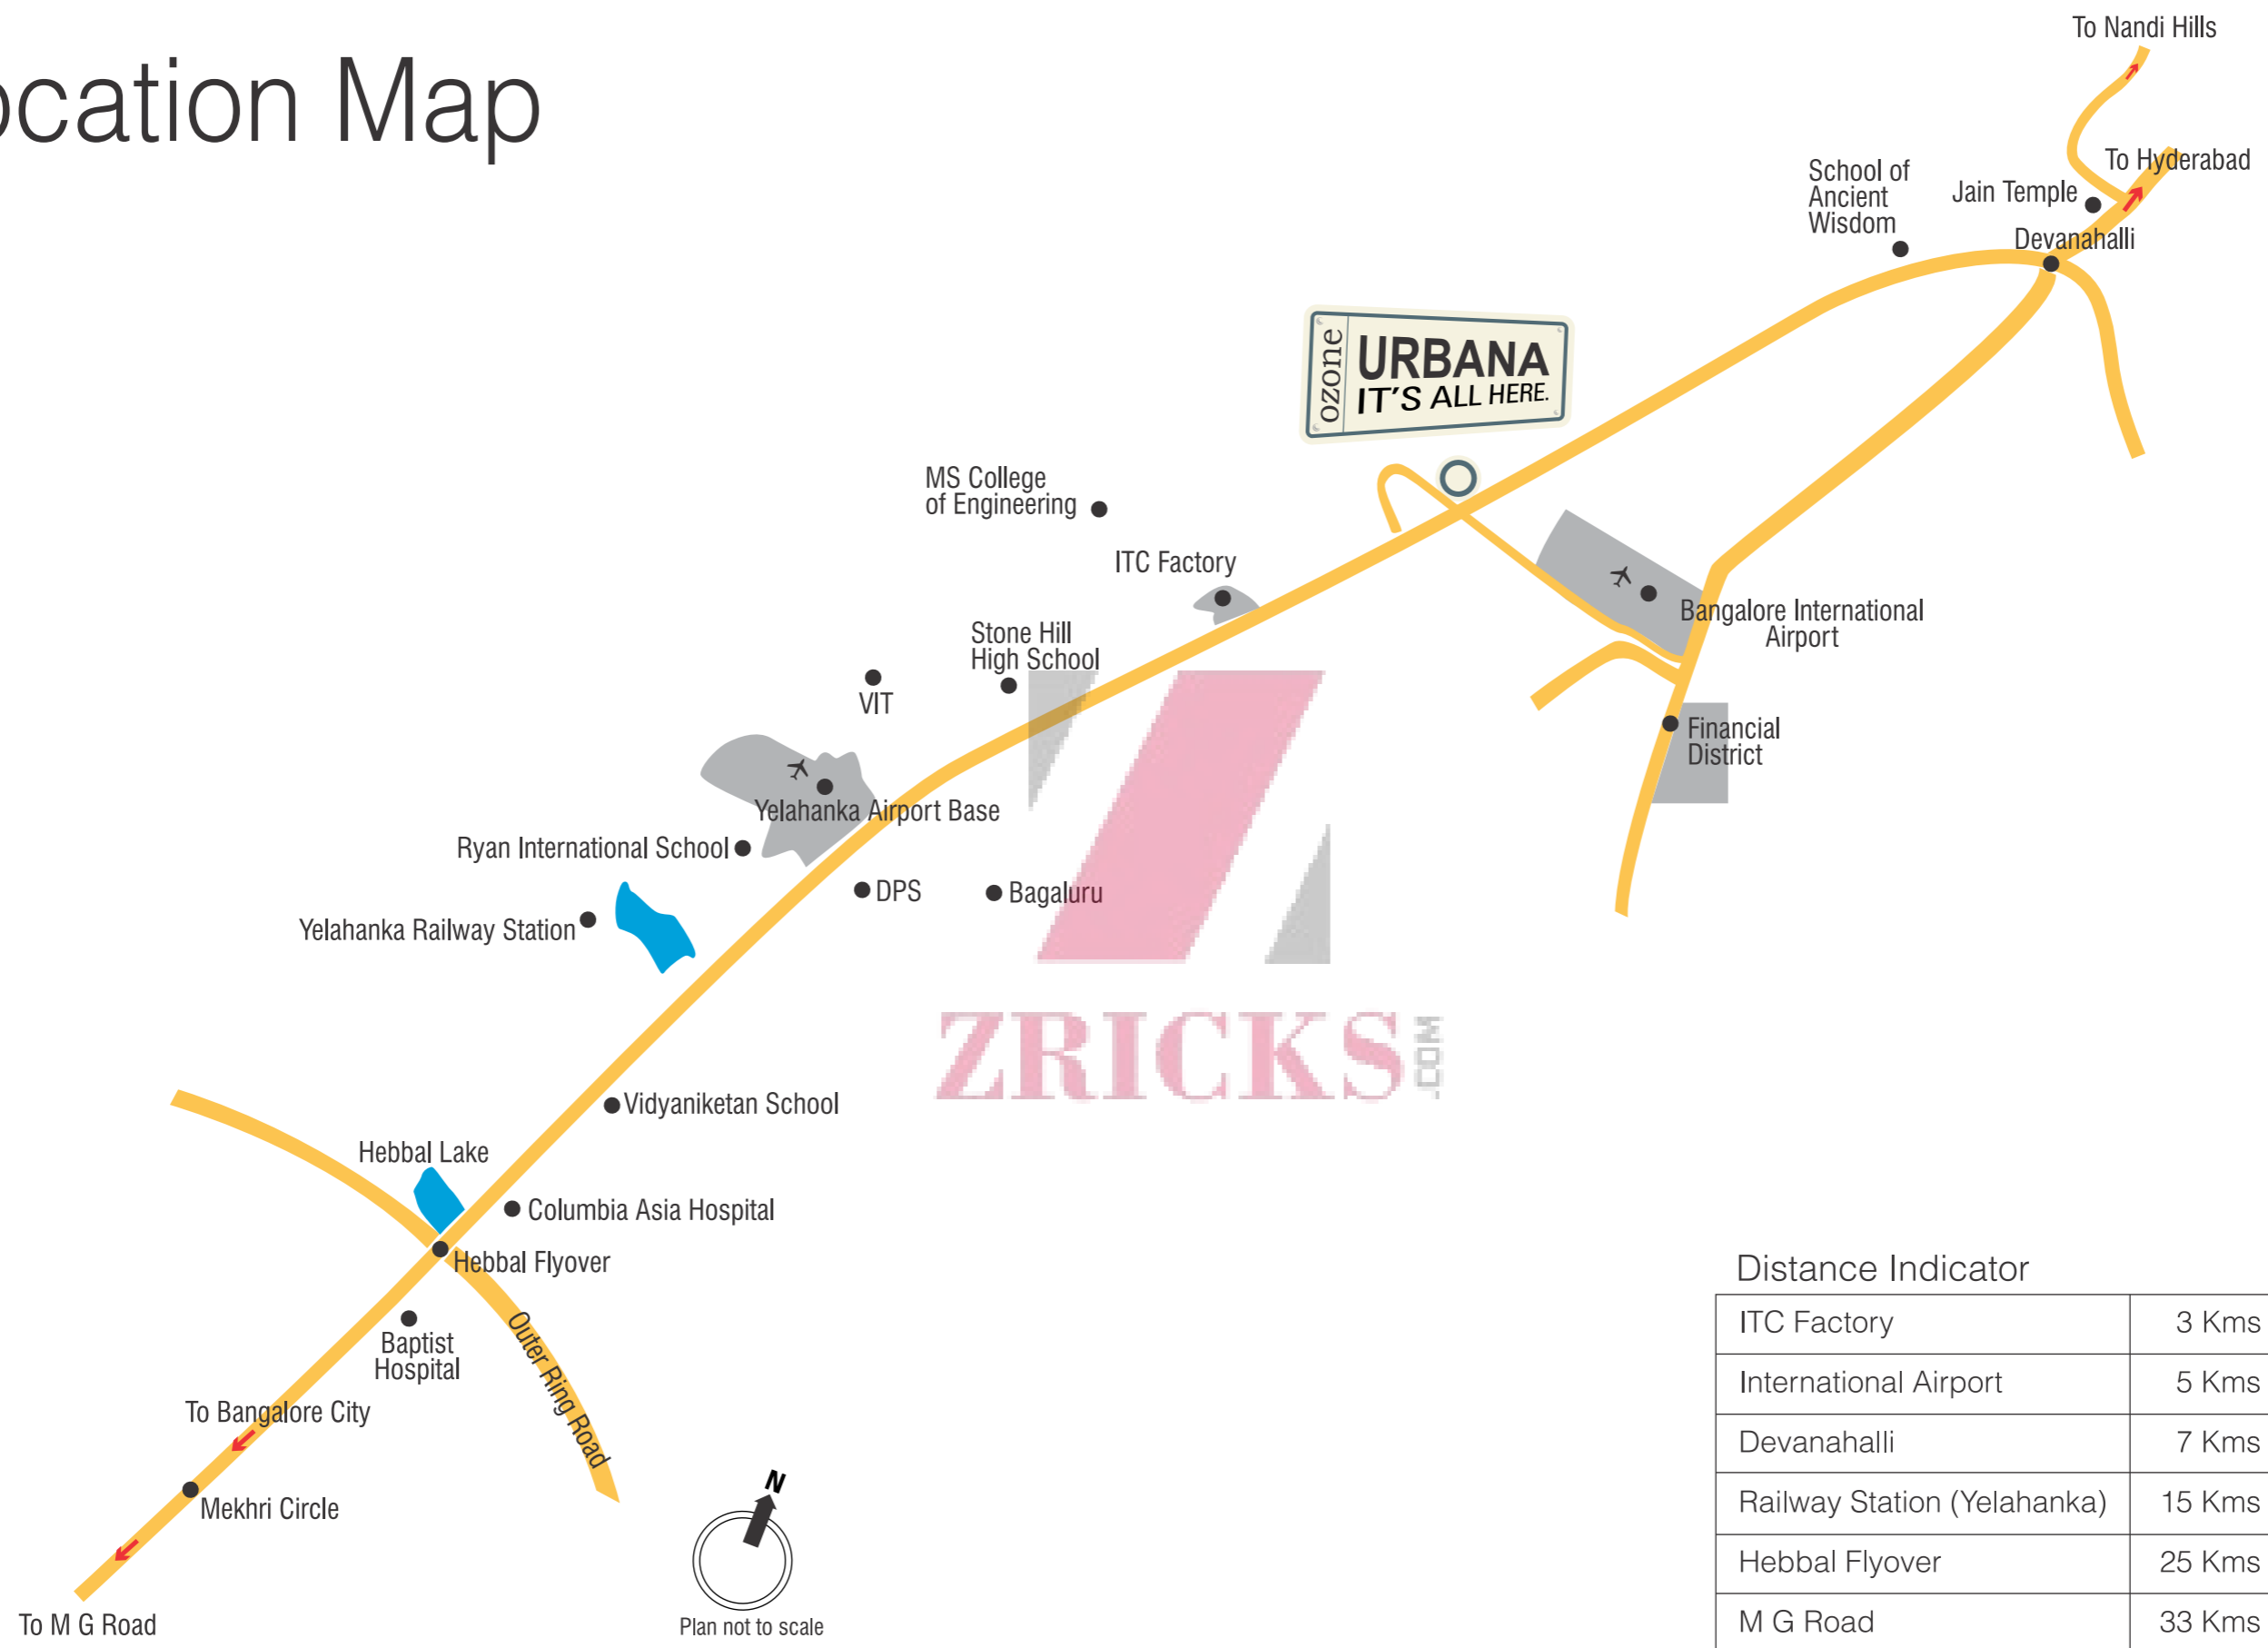 ocation Map
To Nandi Hills
To Hyderabad
School of
Ancient
Wisdom
Jain Temple
Devanahalli
ozone
URBANA
IT'S ALL HERE.
MS College
of Engineering
ITC Factory
Bangalore International
Airport
Stone Hill
High School
VIT
Financial
District
Yelahanka Airport Base
Ryan International School
DPS
Bagaluru
Yelahanka Railway Station
ZRICKS
.COM
Vidyaniketan School
Hebbal Lake
Columbia Asia Hospital
Hebbal Flyover
Baptist
Hospital
Outer Ring Road
To Bangalore City
Mekhri Circle
To M G Road
N
Plan not to scale
Distance Indicator
ITC Factory 3 Kms
International Airport 5 Kms
Devanahalli 7 Kms
Railway Station (Yelahanka) 15 Kms
Hebbal Flyover 25 Kms
M G Road 33 Kms